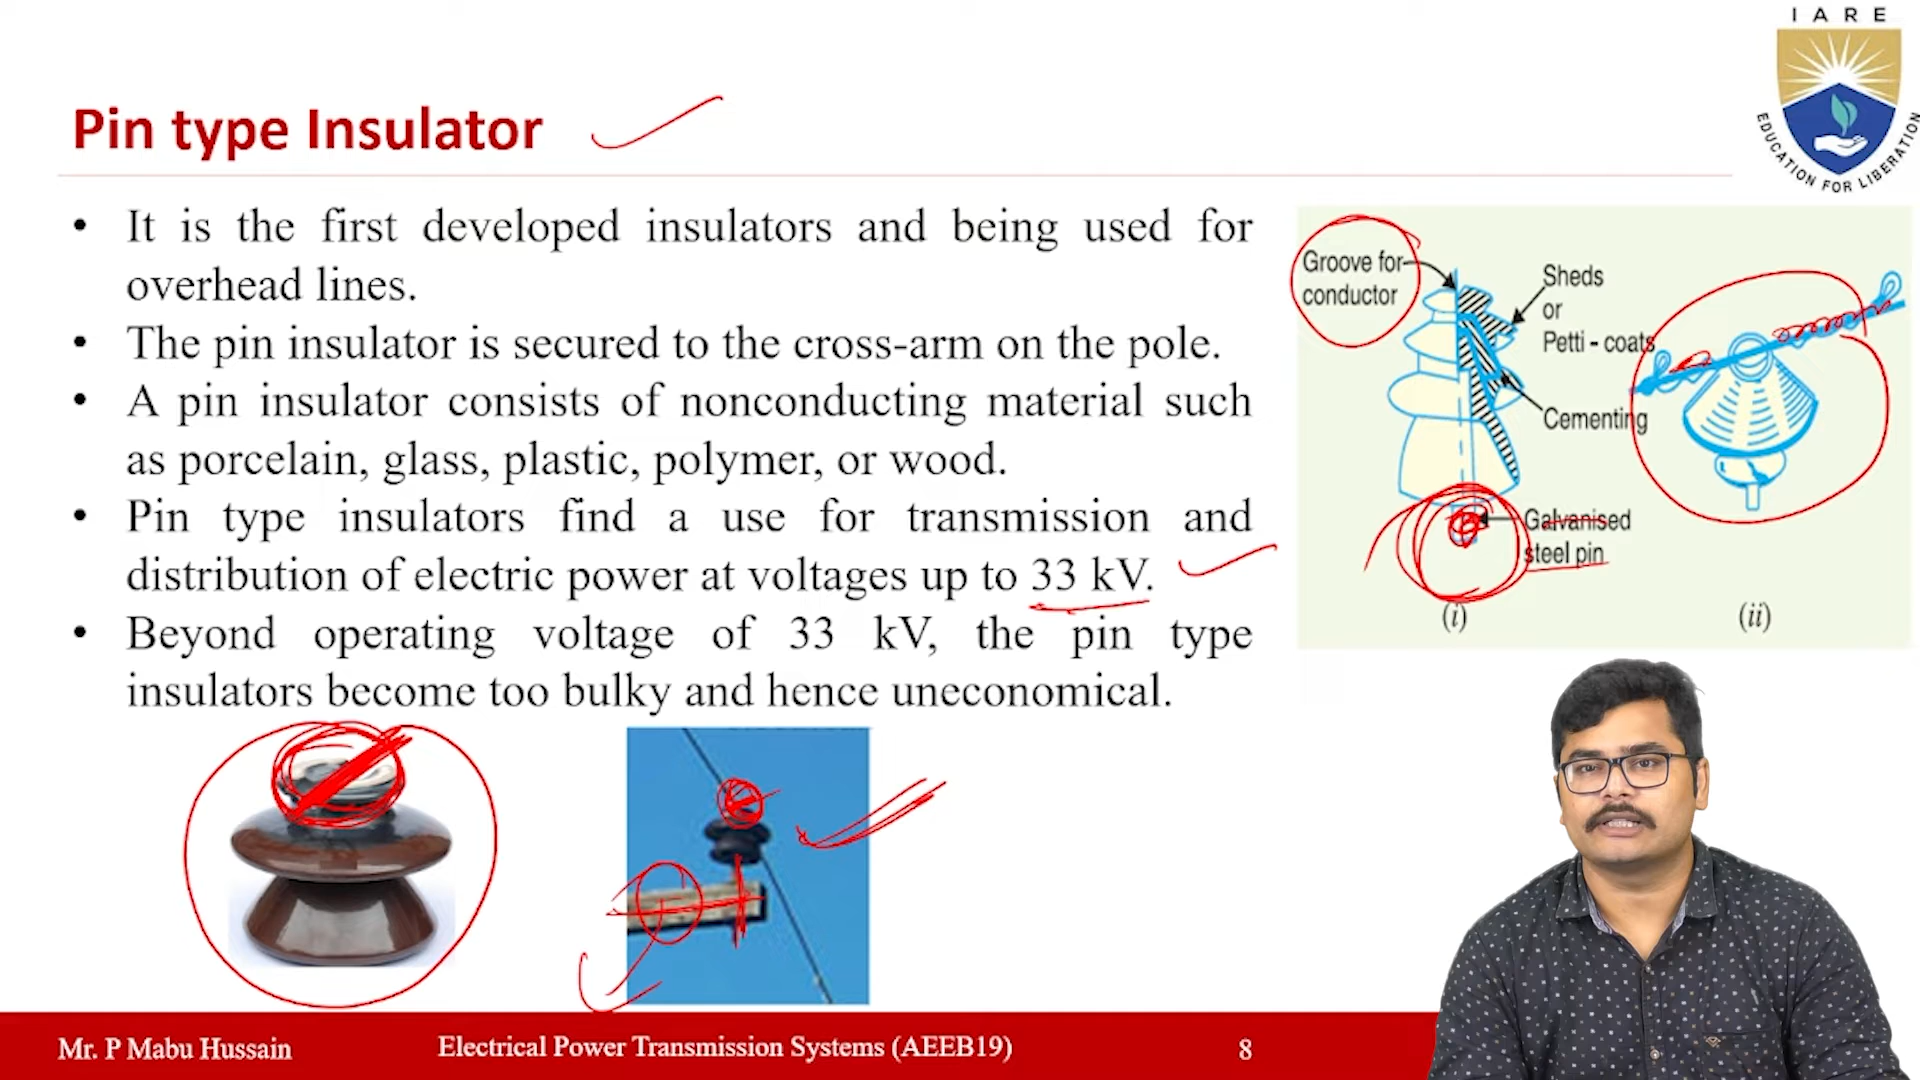 IARE
EDUCATION FOR LIBERATION
Pin type Insulator
• It is the first developed insulators and being used for
overhead lines.
• The pin insulator is secured to the cross-arm on the pole.
• A pin insulator consists of nonconducting material such
as porcelain, glass, plastic, polymer, or wood.
• Pin type insulators find a use for transmission and
distribution of electric power at voltages up to 33 kV.
• Beyond operating voltage of 33 kV, the pin type
insulators become too bulky and hence uneconomical.
Groove for
conductor
Sheds
or
Petti - coats
Cementing
Galvanised
steel pin
(i)
(ii)
Mr. P Mabu Hussain
Electrical Power Transmission Systems (AEEB19)
8